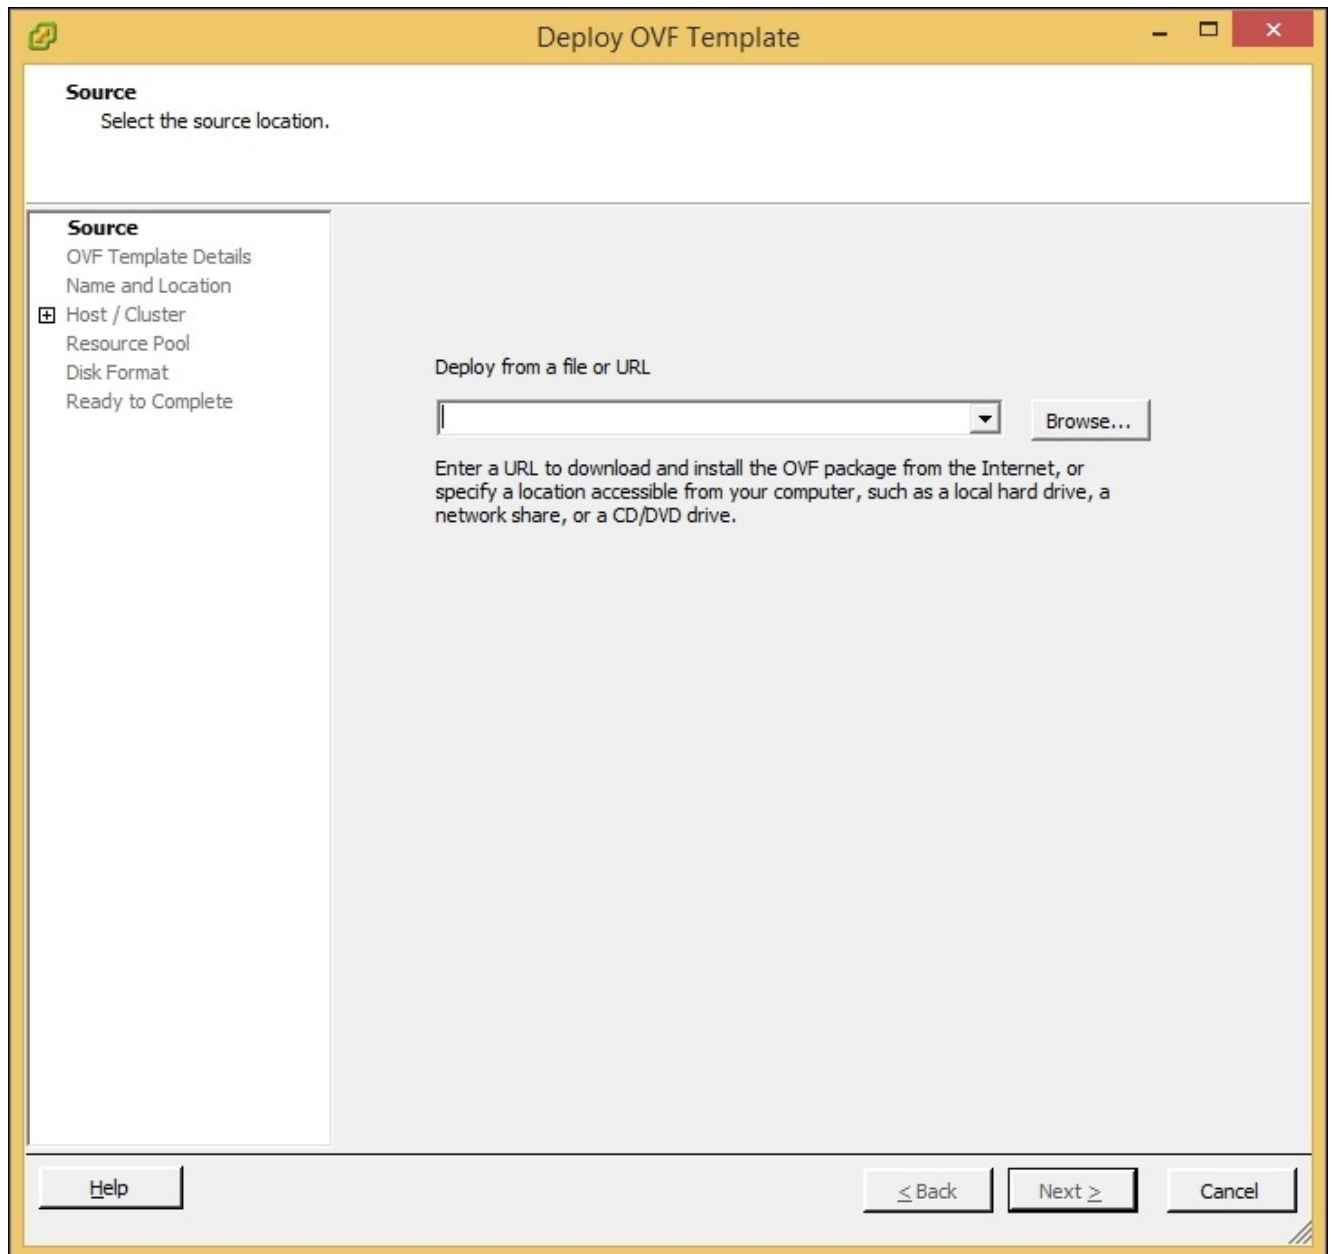 Deploy OVF Template
Source
Select the source location.
Source
OVF Template Details
Name and Location
Host / Cluster
Resource Pool
Disk Format
Ready to Complete
Deploy from a file or URL
Browse...
Enter a URL to download and install the OVF package from the Internet, or
specify a location accessible from your computer, such as a local hard drive, a
network share, or a CD/DVD drive.
Help
< Back
Next >
Cancel